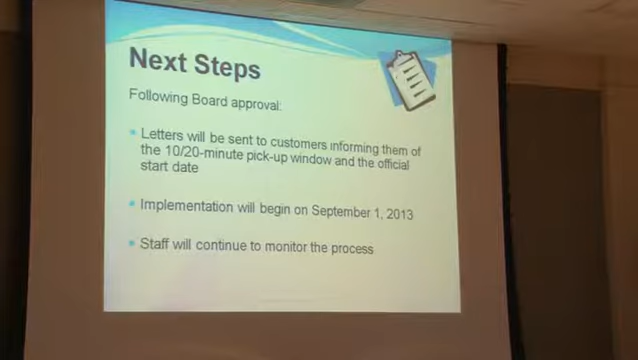 Next Steps
Following Board approval:
Letters will be sent to customers informing them of
the 10/20-minute pick-up window and the official
start date
Implementation will begin on September 1, 2013
Staff will continue to monitor the process